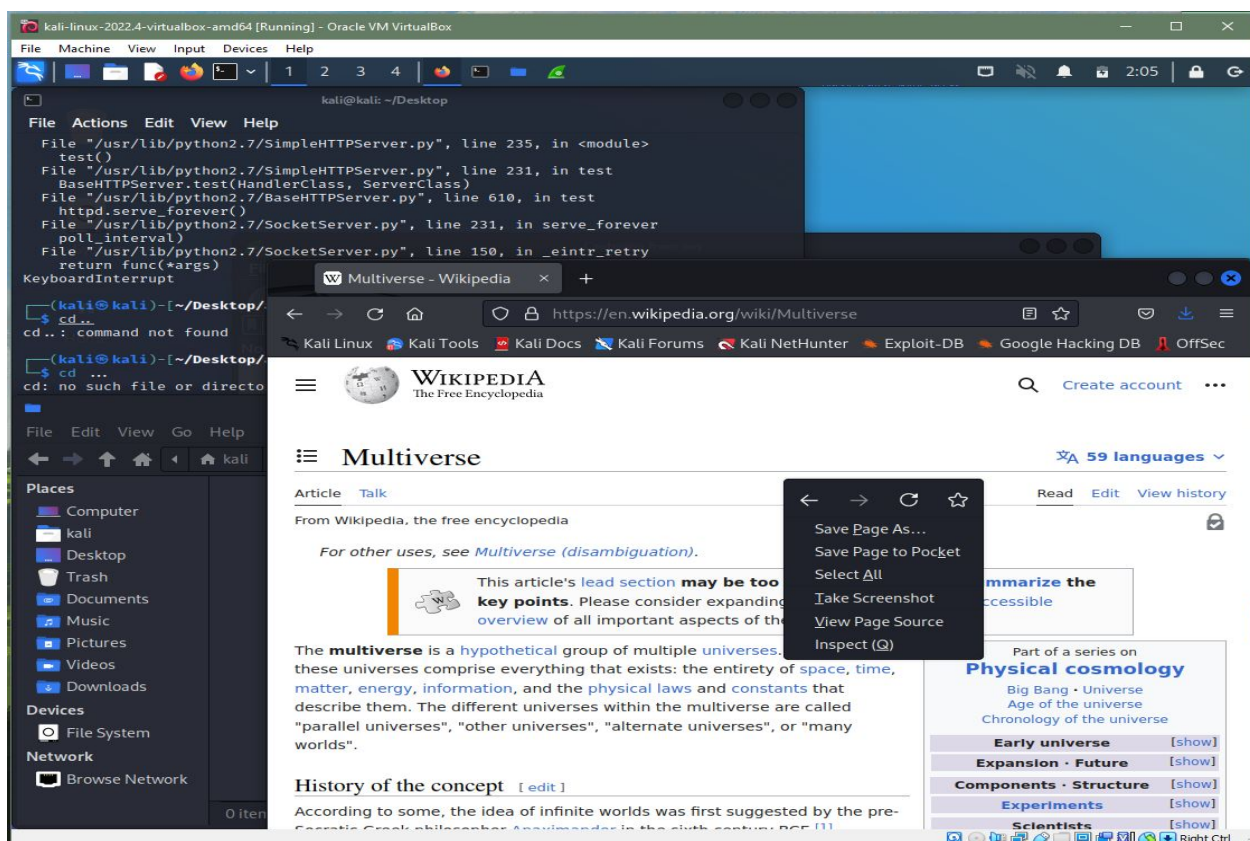 kali-linux-2022.4-virtualbox-amd64 [Running] - Oracle VM VirtualBox
File Machine View Input Devices Help
1 2 3 4 2:05
kali@kali: ~/Desktop
File Actions Edit View Help
File "/usr/lib/python2.7/SimpleHTTPServer.py", line 235, in <module>
test()
File "/usr/lib/python2.7/SimpleHTTPServer.py", line 231, in test
BaseHTTPServer.test(HandlerClass, ServerClass)
File "/usr/lib/python2.7/BaseHTTPServer.py", line 610, in test
httpd.serve_forever()
File "/usr/lib/python2.7/SocketServer.py", line 231, in serve_forever
poll_interval)
File "/usr/lib/python2.7/SocketServer.py", line 150, in _eintr_retry
return func(*args)
KeyboardInterrupt
(kali㉿kali)-[~/Desktop/
$ cd..
cd..: command not found
(kali㉿kali)-[~/Desktop/
$ cd ...
cd: no such file or directo
File Edit View Go Help
kali
Places
Computer
kali
Desktop
Trash
Documents
Music
Pictures
Videos
Downloads
Devices
File System
Network
Browse Network
0 iten
Multiverse - Wikipedia × +
https://en.wikipedia.org/wiki/Multiverse
Kali Linux Kali Tools Kali Docs Kali Forums Kali NetHunter Exploit-DB Google Hacking DB OffSec
WIKIPEDIA
The Free Encyclopedia
Create account
Multiverse
59 languages
Article Talk
Read Edit View history
From Wikipedia, the free encyclopedia
For other uses, see Multiverse (disambiguation).
This article's lead section may be too mmarize the
key points. Please consider expanding ccessible
overview of all important aspects of the
Save Page As...
Save Page to Pocket
Select All
Take Screenshot
View Page Source
Inspect (Q)
The multiverse is a hypothetical group of multiple universes.
these universes comprise everything that exists: the entirety of space, time,
matter, energy, information, and the physical laws and constants that
describe them. The different universes within the multiverse are called
"parallel universes", "other universes", "alternate universes", or "many
worlds".
History of the concept [ edit ]
According to some, the idea of infinite worlds was first suggested by the pre-
Socratic Greek philosopher Anaximander in the sixth century BCE.[1]
Part of a series on
Physical cosmology
Big Bang · Universe
Age of the universe
Chronology of the universe
Early universe [show]
Expansion · Future [show]
Components · Structure [show]
Experiments [show]
Scientists [show]
Right Ctrl